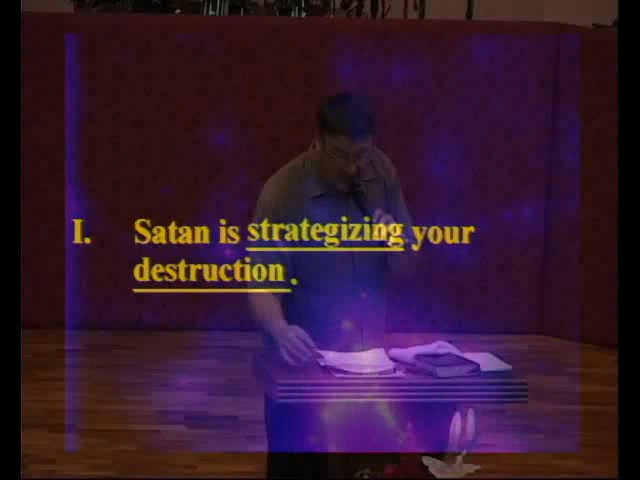 I. Satan is strategizing your
destruction.